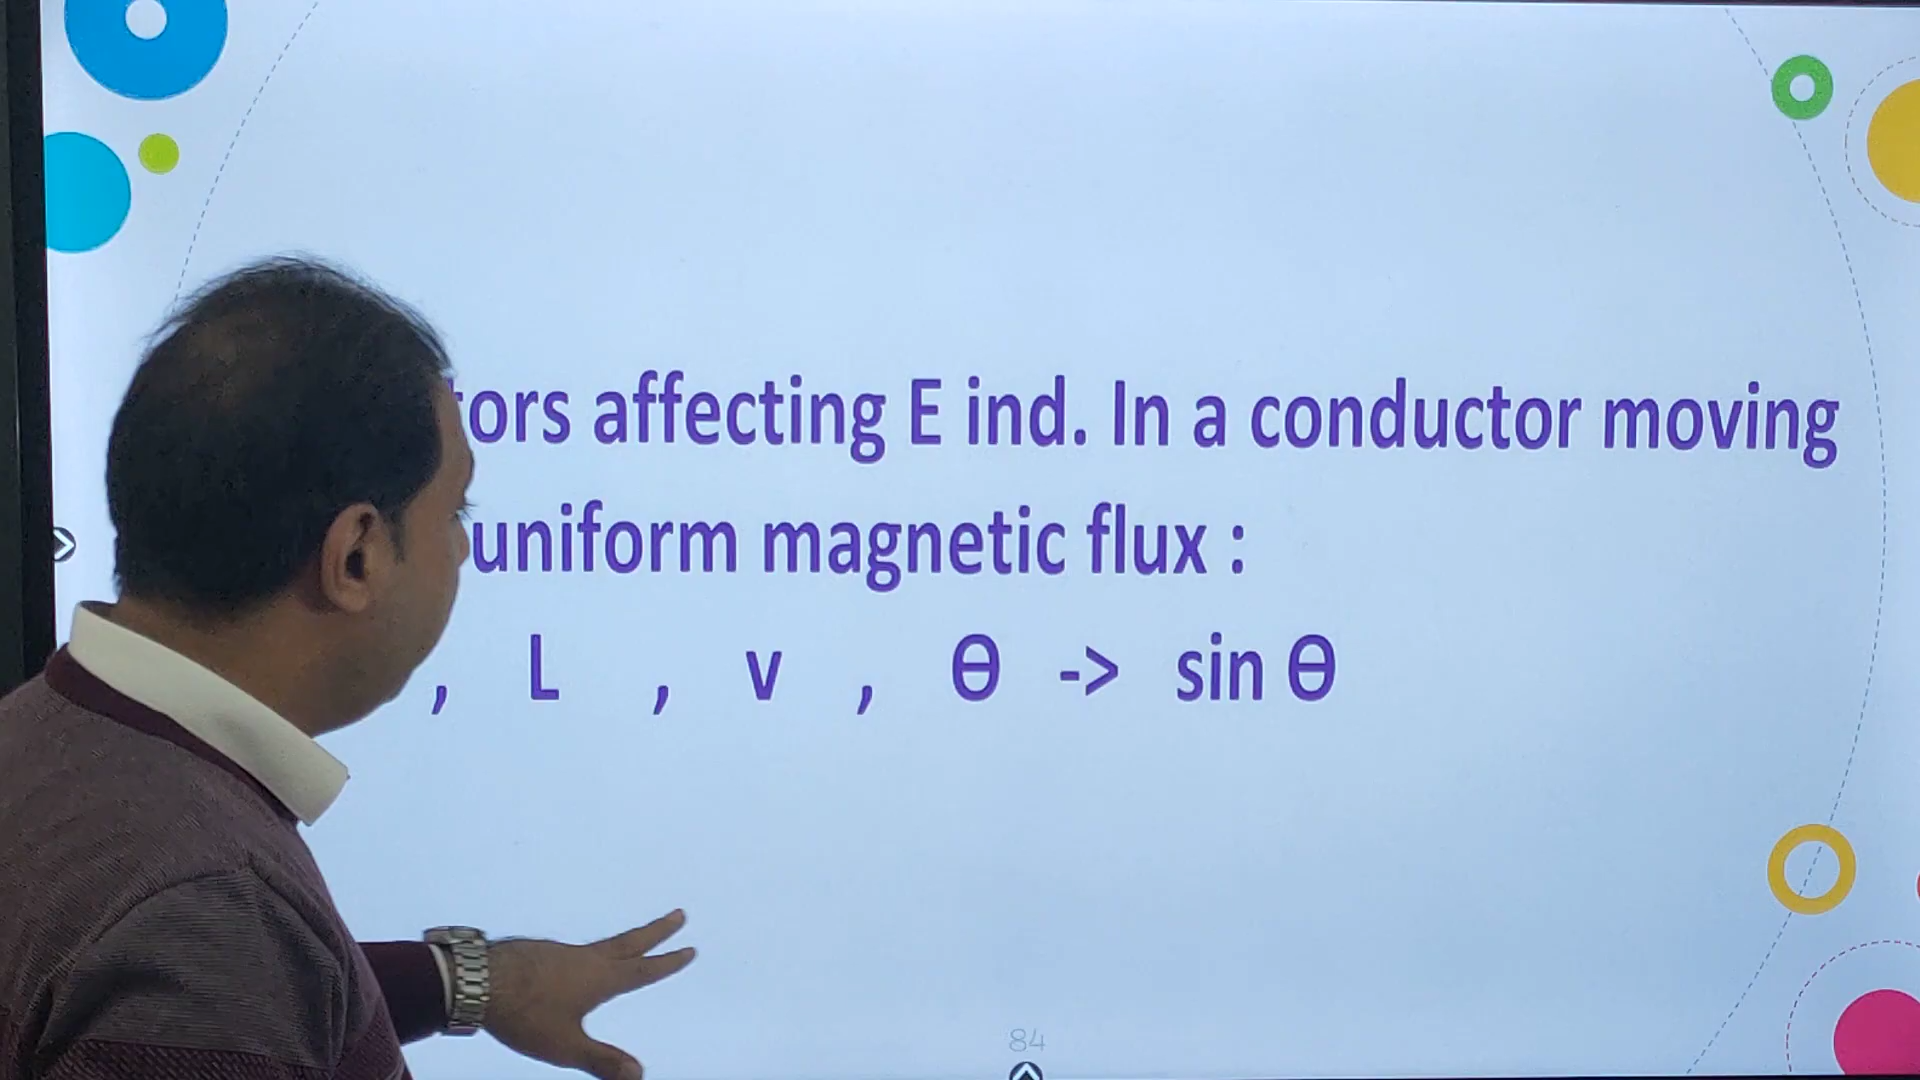 tors affecting E ind. In a conductor moving
uniform magnetic flux :
, L , v , Θ -> sin Θ
84